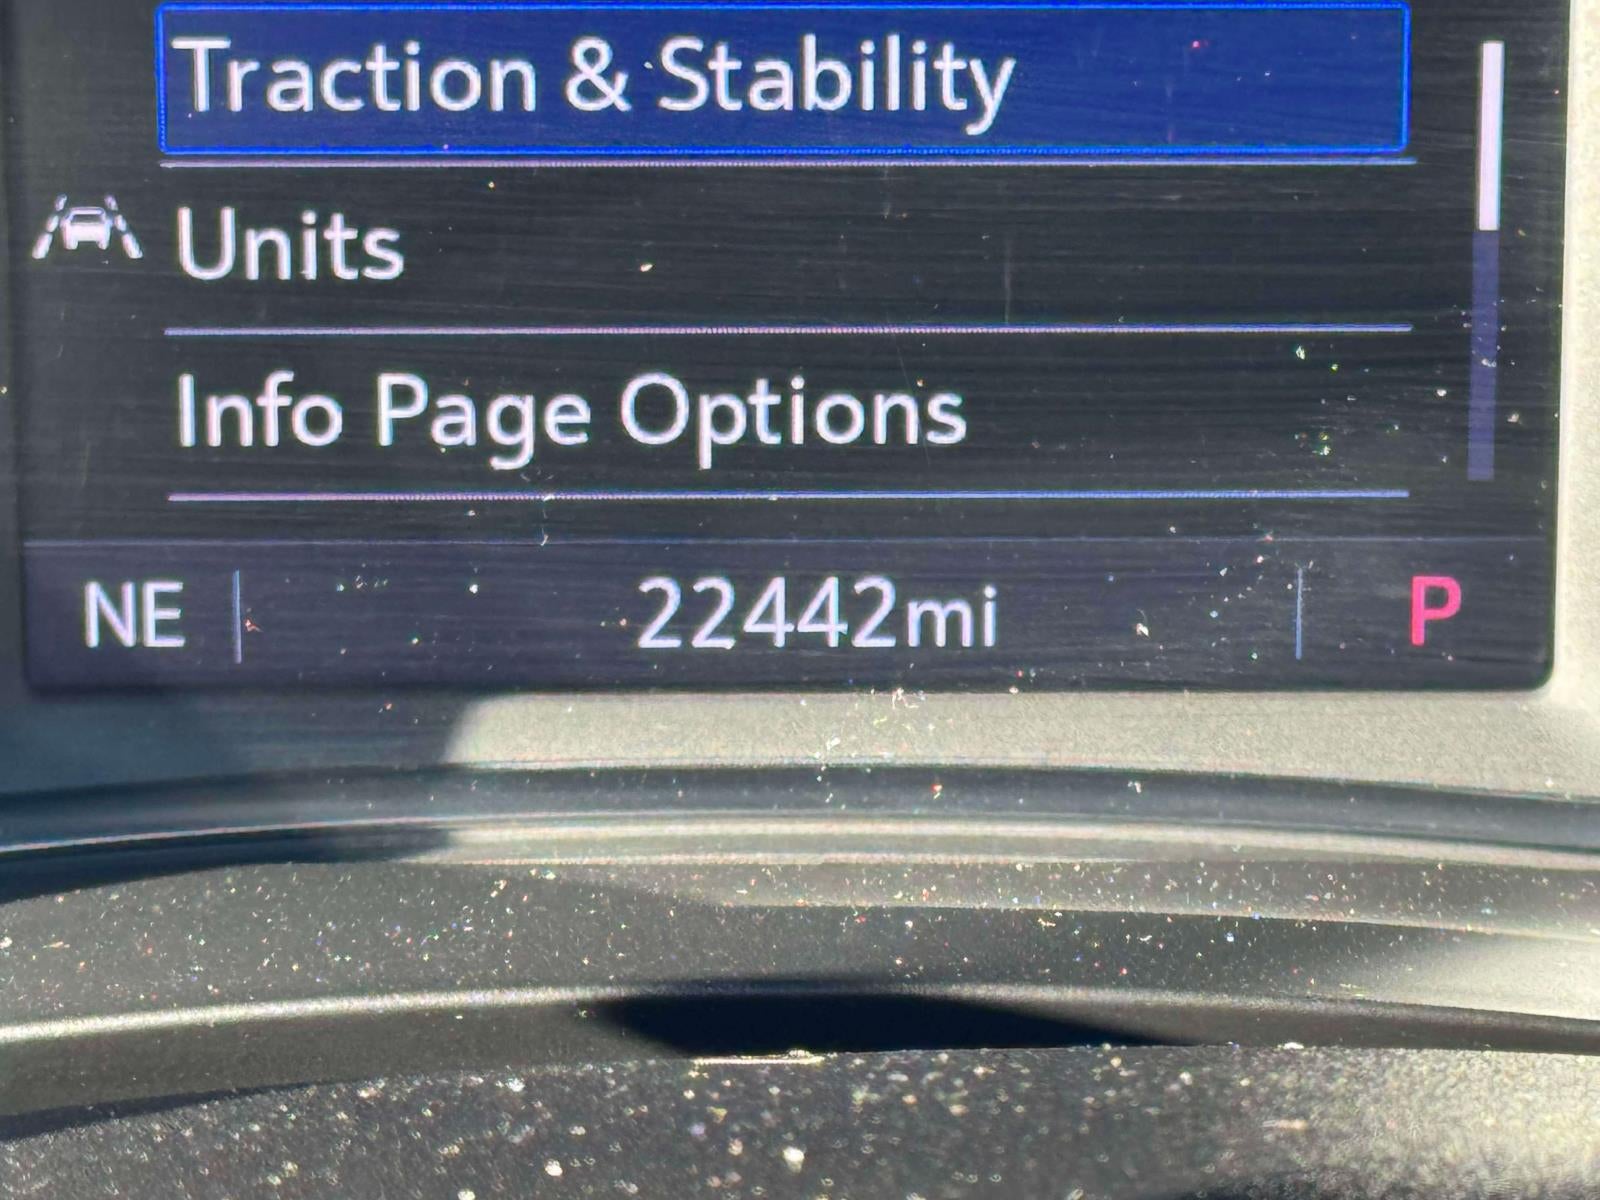 Traction & Stability
Units
Info Page Options
NE 22442mi P